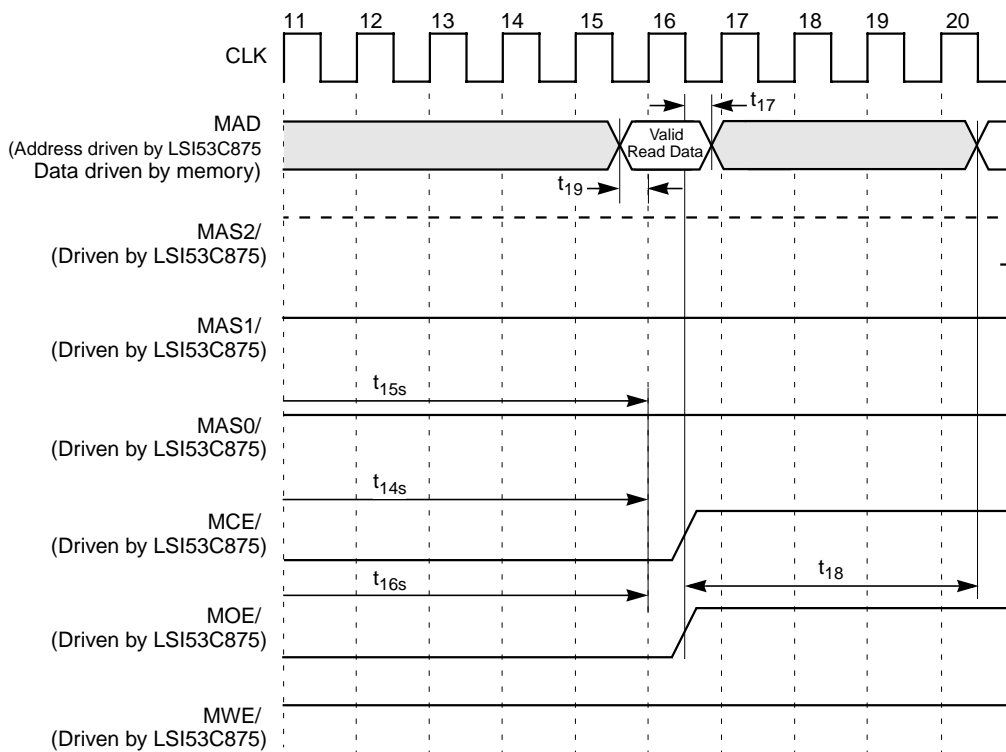 11 12 13 14 15 16 17 18 19 20
CLK
t17
MAD
(Address driven by LSI53C875
Data driven by memory)
Valid
Read Data
t19
MAS2/
(Driven by LSI53C875)
MAS1/
(Driven by LSI53C875)
t15s
MAS0/
(Driven by LSI53C875)
t14s
MCE/
(Driven by LSI53C875)
t18
t16s
MOE/
(Driven by LSI53C875)
MWE/
(Driven by LSI53C875)